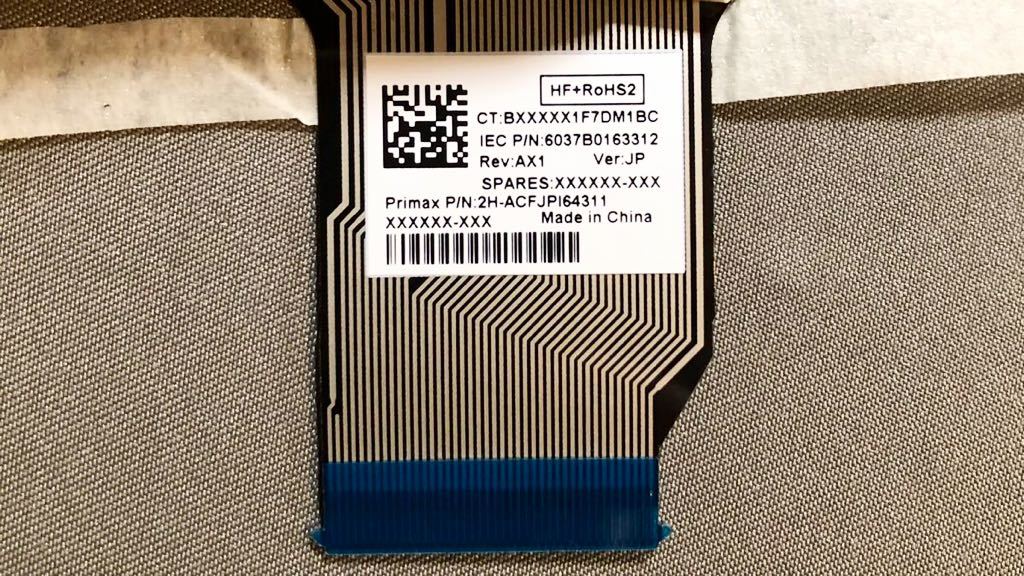 HF+RoHS2
CT:BXXXXX1F7DM1BC
IEC P/N:6037B0163312
Rev:AX1 Ver:JP
SPARES:XXXXXX-XXX
Primax P/N:2H-ACFJPI64311
XXXXXX-XXX Made in China